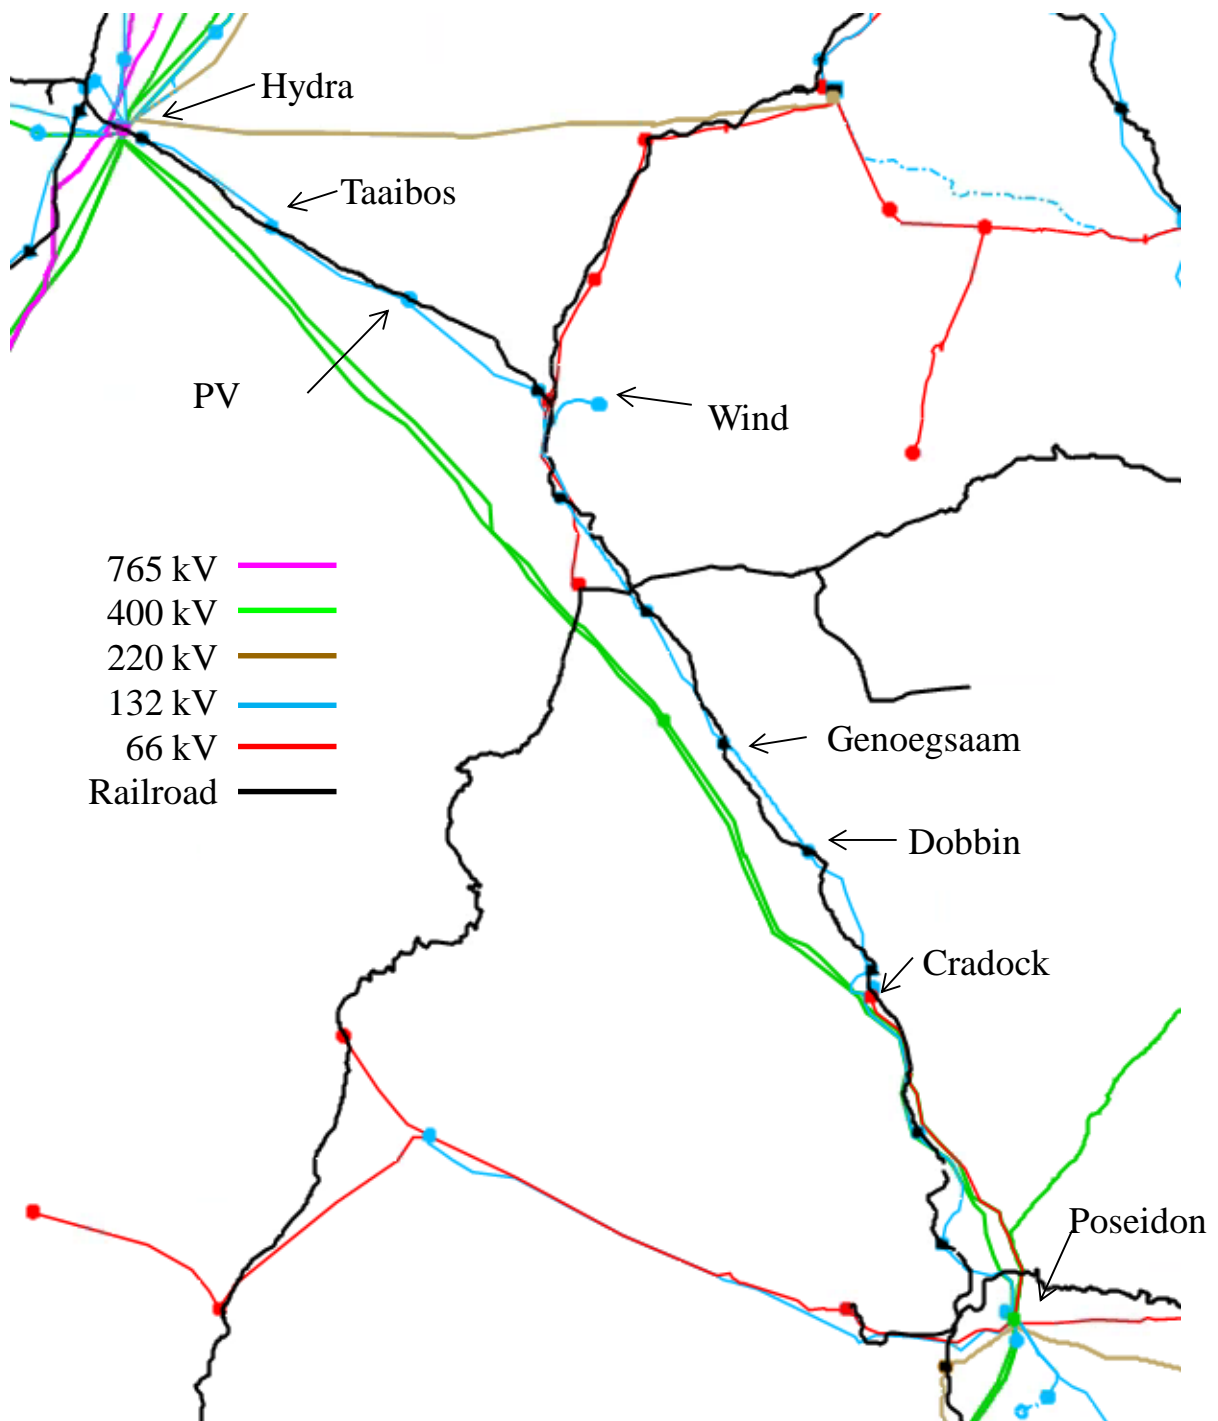 Hydra
Taaibos
PV
Wind
765 kV
400 kV
220 kV
132 kV
66 kV
Railroad
Genoegsaam
Dobbin
Cradock
Poseidon